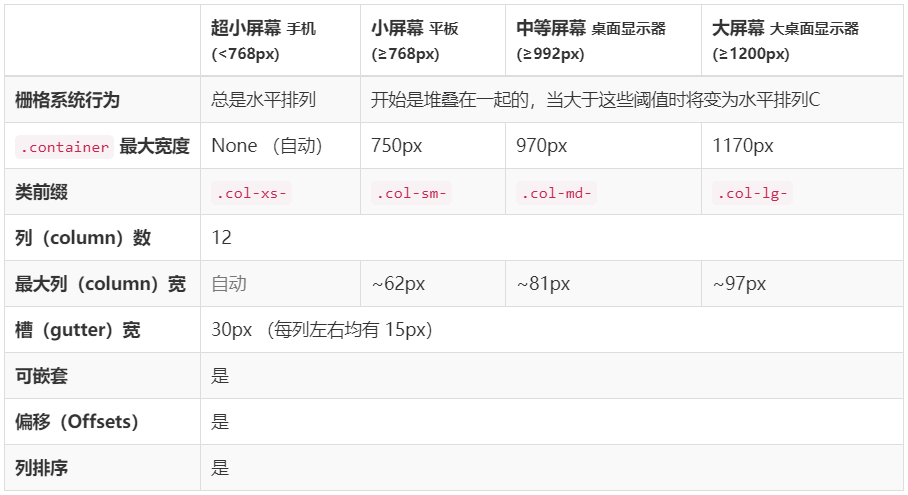 超小屏幕 手机 (<768px)
小屏幕 平板 (≥768px)
中等屏幕 桌面显示器 (≥992px)
大屏幕 大桌面显示器 (≥1200px)
栅格系统行为 总是水平排列 开始是堆叠在一起的，当大于这些阈值时将变为水平排列C
.container 最大宽度 None （自动） 750px 970px 1170px
类前缀 .col-xs- .col-sm- .col-md- .col-lg-
列（column）数 12
最大列（column）宽 自动 ~62px ~81px ~97px
槽（gutter）宽 30px （每列左右均有 15px）
可嵌套 是
偏移（Offsets） 是
列排序 是